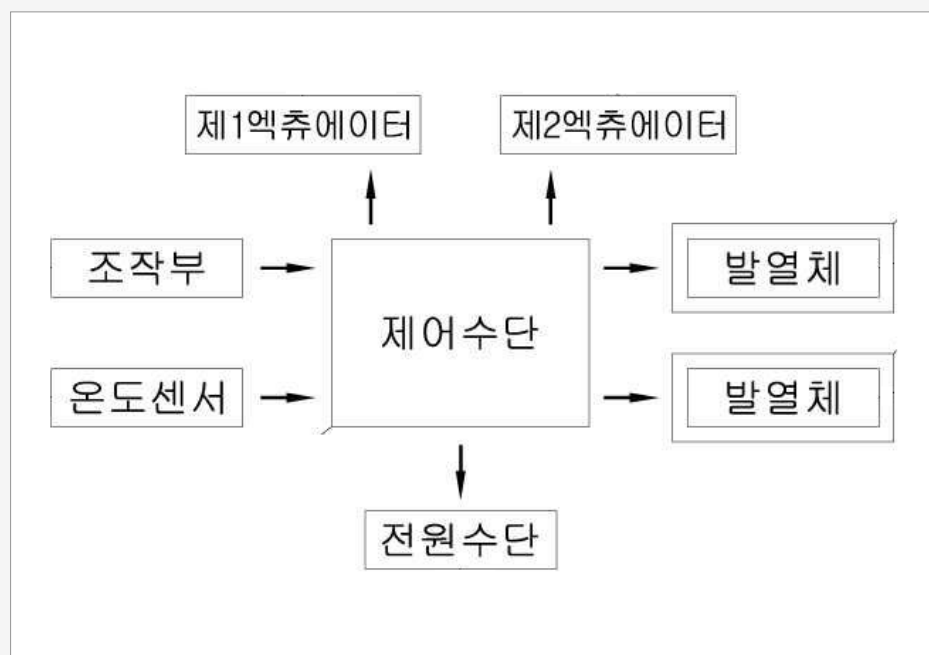 제1엑츄에이터
제2엑츄에이터
조작부
발열체
제어수단
온도센서
발열체
전원수단